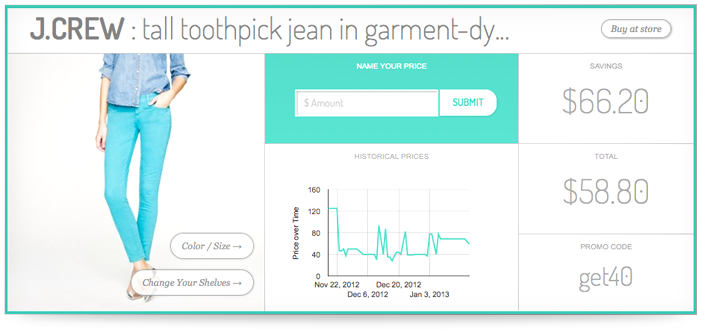 J.CREW : tall toothpick jean in garment-dy...
Buy at store
NAME YOUR PRICE
$ Amount
SUBMIT
SAVINGS
$66.20
HISTORICAL PRICES
TOTAL
$58.80
160
120
80
40
0
Price over Time
Nov 22, 2012
Dec 20, 2012
Dec 6, 2012
Jan 3, 2013
Color / Size →
Change Your Shelves →
PROMO CODE
get40